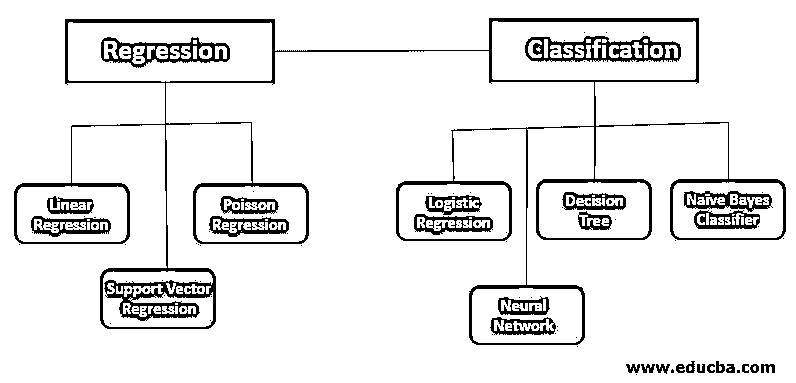 Regression
Classification
Linear
Regression
Poisson
Regression
Support Vector
Regression
Logistic
Regression
Decision
Tree
Naïve Bayes
Classifier
Neural
Network
www.educba.com